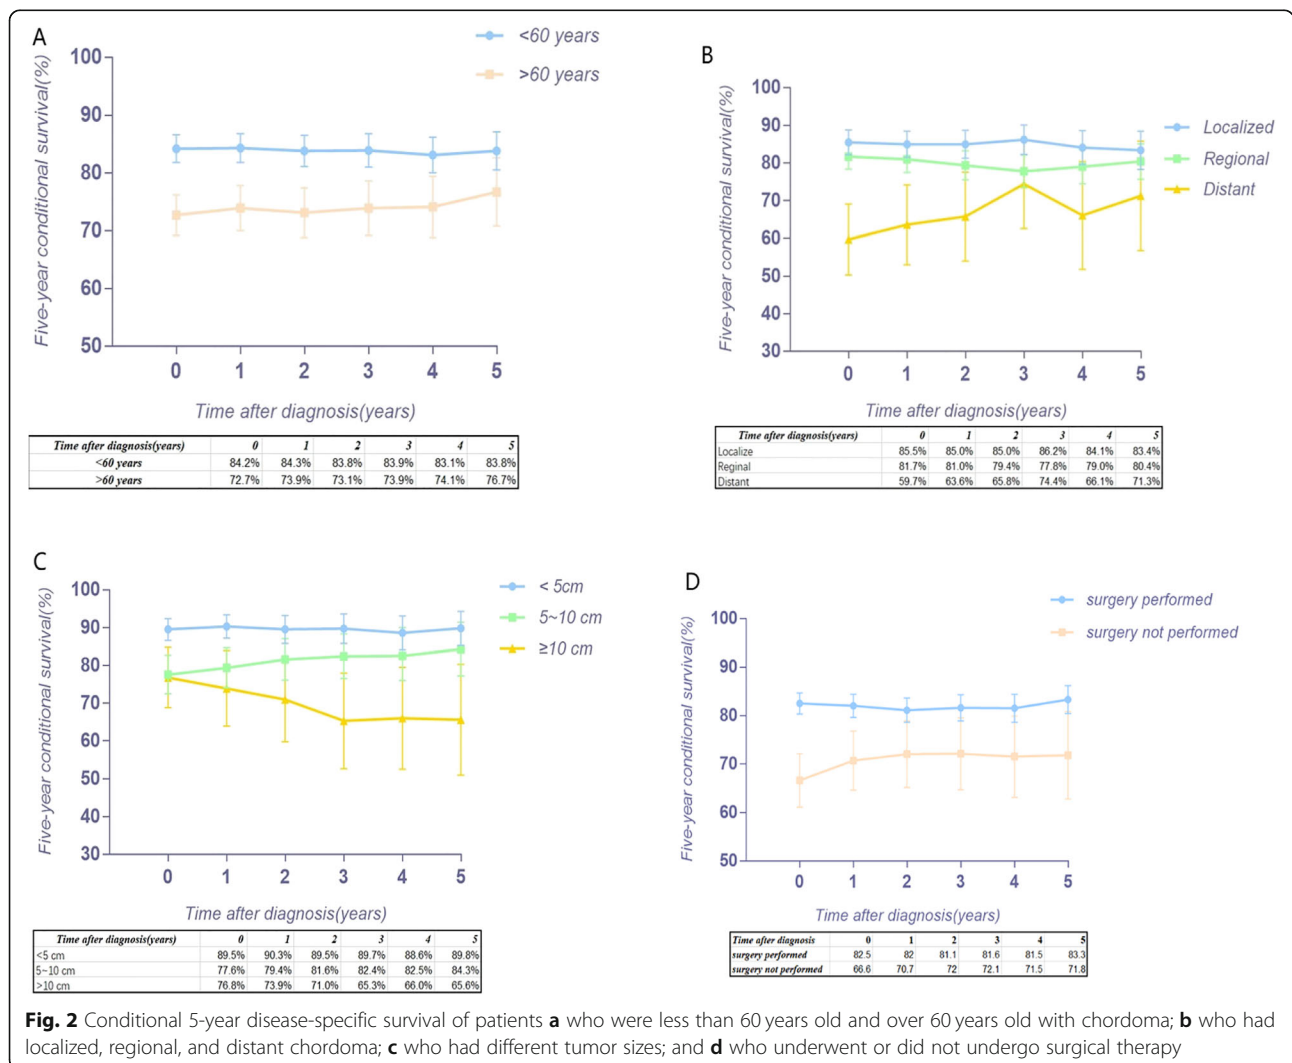 A
<60 years
>60 years
Five-year conditional survival(%)
100
90
80
70
60
50
0 1 2 3 4 5
Time after diagnosis(years)
Time after diagnosis(years) 0 1 2 3 4 5
<60 years 84.2% 84.3% 83.8% 83.9% 83.1% 83.8%
>60 years 72.7% 73.9% 73.1% 73.9% 74.1% 76.7%
B
Localized
Regional
Distant
Five-year conditional survival(%)
100
90
80
70
60
50
40
30
0 1 2 3 4 5
Time after diagnosis(years)
Time after diagnosis(years) 0 1 2 3 4 5
Localize 85.5% 85.0% 85.0% 86.2% 84.1% 83.4%
Reginal 81.7% 81.0% 79.4% 77.8% 79.0% 80.4%
Distant 59.7% 63.6% 65.8% 74.4% 66.1% 71.3%
C
< 5cm
5~10 cm
≥10 cm
Five-year conditional survival(%)
100
90
80
70
60
50
40
30
0 1 2 3 4 5
Time after diagnosis(years)
Time after diagnosis(years) 0 1 2 3 4 5
<5 cm 89.5% 90.3% 89.5% 89.7% 88.6% 89.8%
5~10 cm 77.6% 79.4% 81.6% 82.4% 82.5% 84.3%
>10 cm 76.8% 73.9% 71.0% 65.3% 66.0% 65.6%
D
surgery performed
surgery not performed
Five-year conditional survival(%)
100
90
80
70
60
50
0 1 2 3 4 5
Time after diagnosis(years)
Time after diagnosis 0 1 2 3 4 5
surgery performed 82.5 82 81.1 81.6 81.5 83.3
surgery not performed 66.6 70.7 72 72.1 71.5 71.8
Fig. 2 Conditional 5-year disease-specific survival of patients a who were less than 60 years old and over 60 years old with chordoma; b who had
localized, regional, and distant chordoma; c who had different tumor sizes; and d who underwent or did not undergo surgical therapy